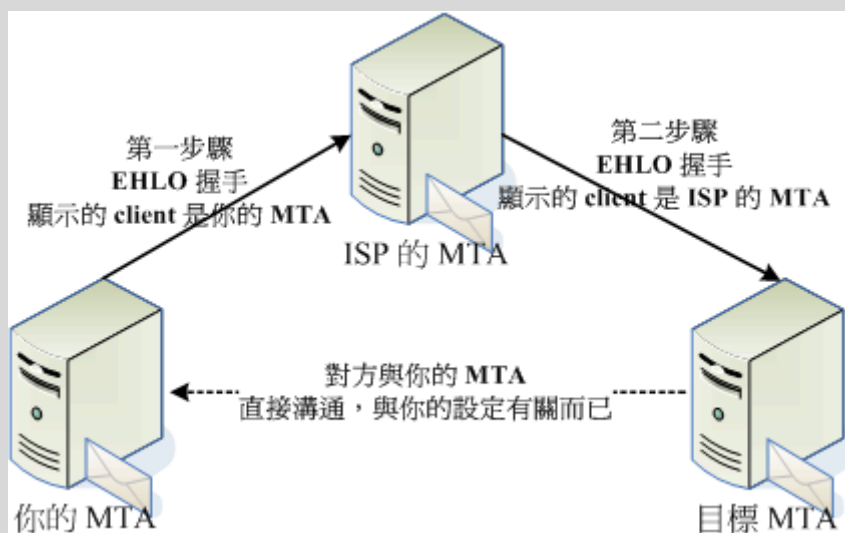 第一步驟
EHLO 握手
顯示的 client 是你的 MTA
第二步驟
EHLO 握手
顯示的 client 是 ISP 的 MTA
ISP 的 MTA
對方與你的 MTA
直接溝通，與你的設定有關而已
你的 MTA
目標 MTA